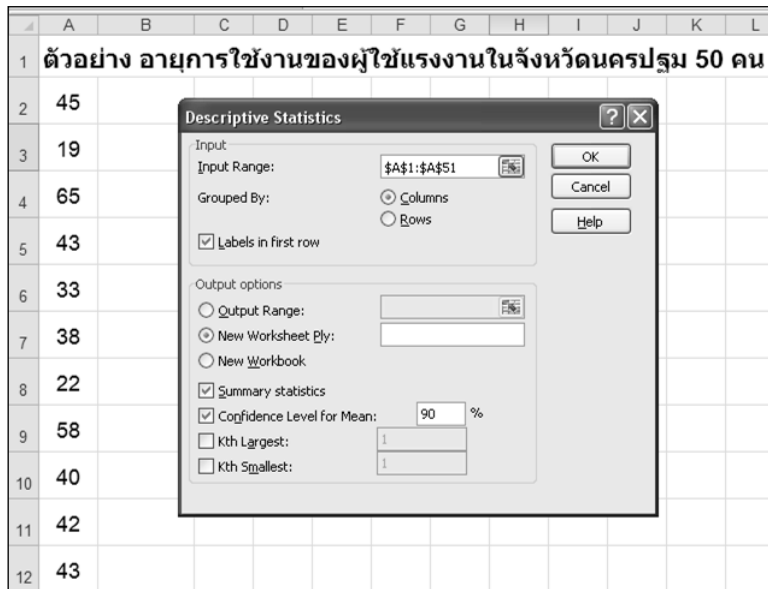 A B C D E F G H I J K L
1 ตัวอย่าง อายุการใช้งานของผู้ใช้แรงงานในจังหวัดนครปฐม 50 คน
2 45
3 19
4 65
5 43
6 33
7 38
8 22
9 58
10 40
11 42
12 43
Descriptive Statistics
Input
Input Range: $A$1:$A$51
Grouped By: Columns
Rows
Labels in first row
OK
Cancel
Help
Output options
Output Range:
New Worksheet Ply:
New Workbook
Summary statistics
Confidence Level for Mean: 90 %
Kth Largest: 1
Kth Smallest: 1